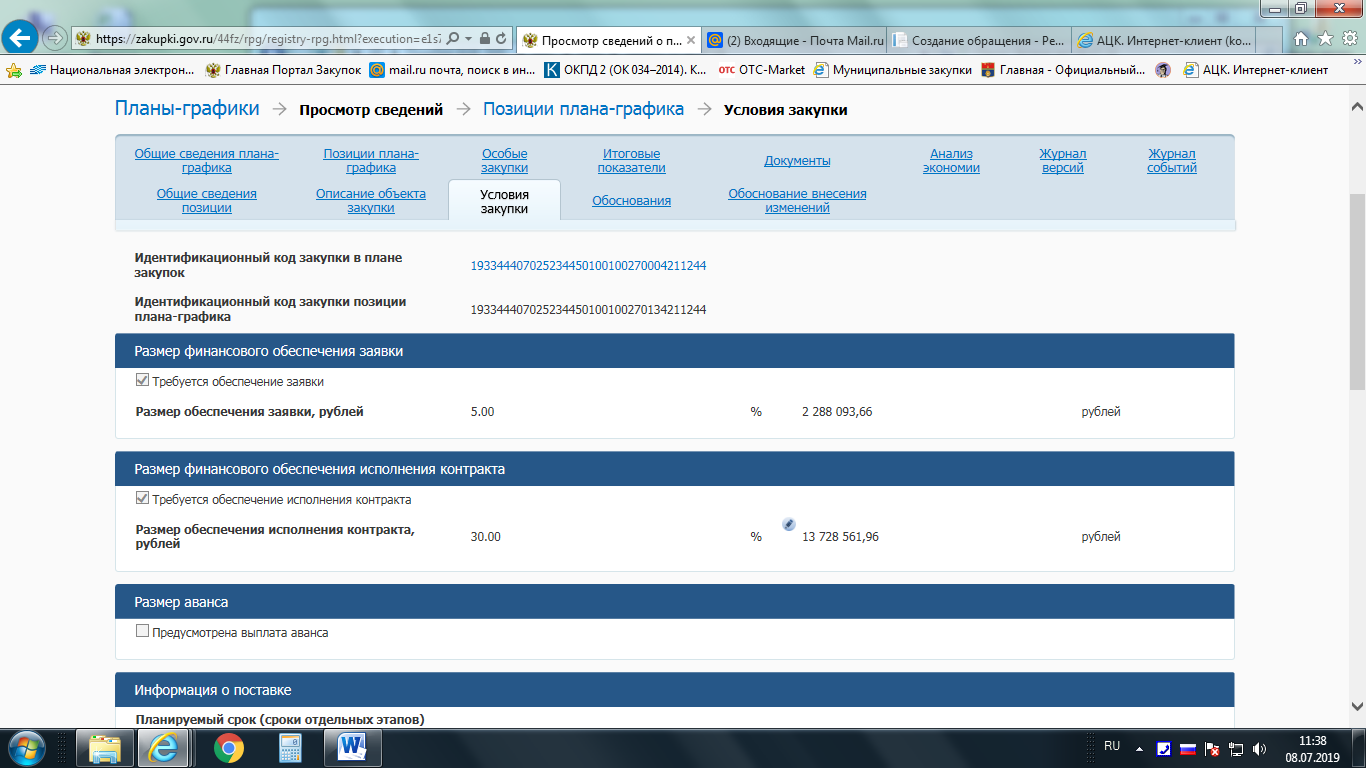 https://zakupki.gov.ru/44fz/rpg/registry-rpg.html?execution=e1s7
Просмотр сведений о п...
(2) Входящие - Почта Mail.ru
Создание обращения - Ре...
АЦК. Интернет-клиент (ко...
Национальная электрон...
Главная Портал Закупок
mail.ru почта, поиск в ин...
ОКПД 2 (ОК 034–2014). К...
ОТС-Market
Муниципальные закупки
Главная - Официальный...
АЦК. Интернет-клиент
Планы-графики
Просмотр сведений
Позиции плана-графика
Условия закупки
Общие сведения плана-
графика
Позиции плана-
графика
Особые
закупки
Итоговые
показатели
Документы
Анализ
экономии
Журнал
версий
Журнал
событий
Общие сведения
позиции
Описание объекта
закупки
Условия
закупки
Обоснования
Обоснование внесения
изменений
Идентификационный код закупки в плане
закупок
193344407025234450100100270004211244
Идентификационный код закупки позиции
плана-графика
193344407025234450100100270134211244
Размер финансового обеспечения заявки
Требуется обеспечение заявки
Размер обеспечения заявки, рублей 5.00 % 2 288 093,66 рублей
Размер финансового обеспечения исполнения контракта
Требуется обеспечение исполнения контракта
Размер обеспечения исполнения контракта,
рублей
30.00 % 13 728 561,96 рублей
Размер аванса
Предусмотрена выплата аванса
Информация о поставке
Планируемый срок (сроки отдельных этапов)
RU
11:38
08.07.2019